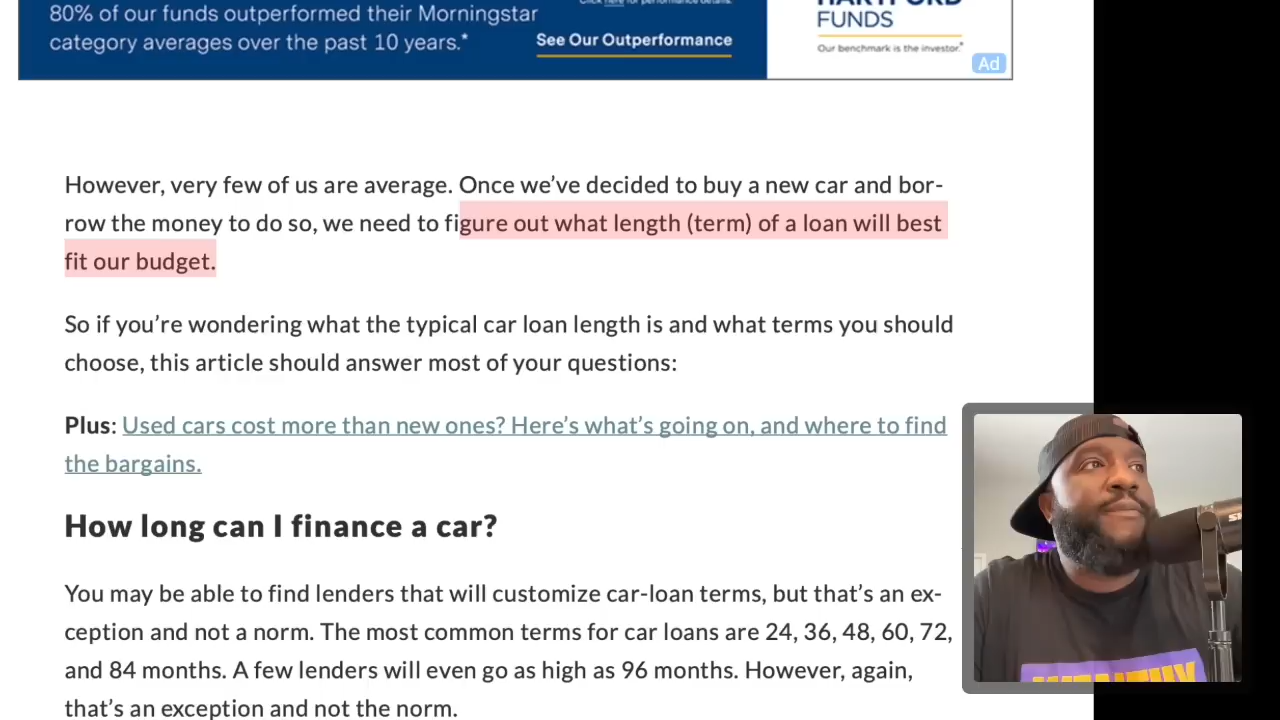 80% of our funds outperformed their Morningstar
category averages over the past 10 years.*
Click here for performance details.
See Our Outperformance
HARTFORD
FUNDS
Our benchmark is the investor.*
Ad
However, very few of us are average. Once we’ve decided to buy a new car and bor-
row the money to do so, we need to figure out what length (term) of a loan will best
fit our budget.
So if you’re wondering what the typical car loan length is and what terms you should
choose, this article should answer most of your questions:
Plus: Used cars cost more than new ones? Here’s what’s going on, and where to find
the bargains.
How long can I finance a car?
You may be able to find lenders that will customize car-loan terms, but that’s an ex-
ception and not a norm. The most common terms for car loans are 24, 36, 48, 60, 72,
and 84 months. A few lenders will even go as high as 96 months. However, again,
that’s an exception and not the norm.